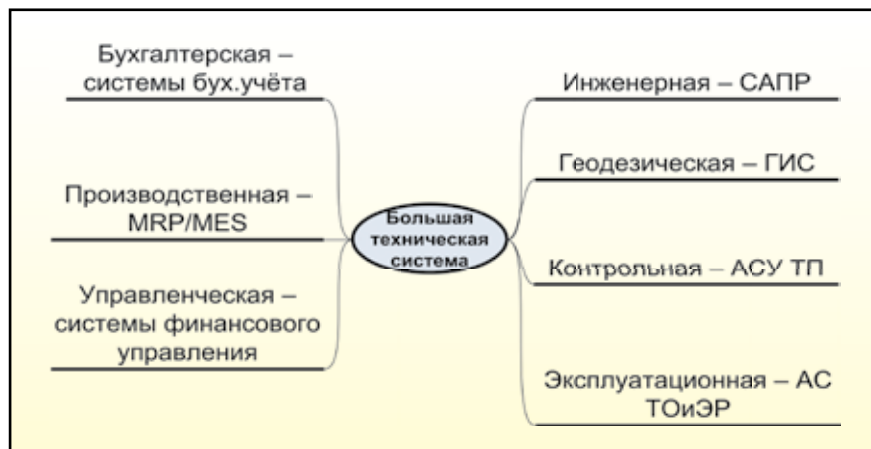 Бухгалтерская –
системы бух.учёта
Производственная –
MRP/MES
Управленческая –
системы финансового
управления
Большая
техническая
система
Инженерная – САПР
Геодезическая – ГИС
Контрольная – АСУ ТП
Эксплуатационная – АС
ТОиЭР